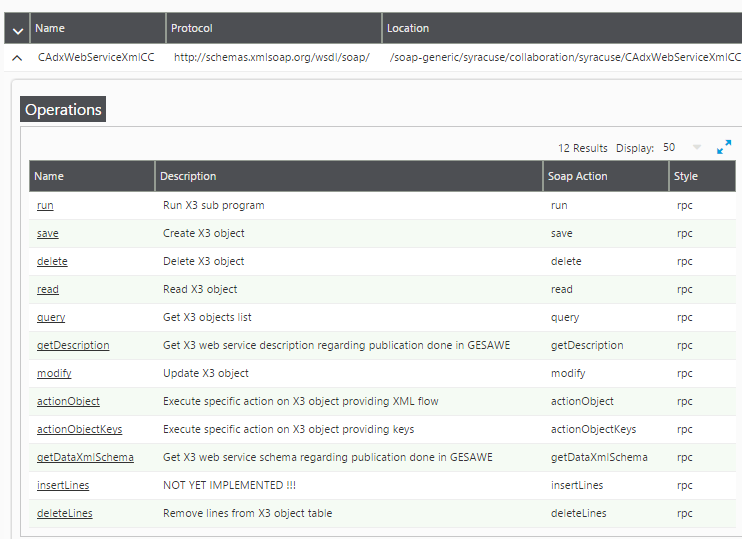 Name Protocol Location
CAdxWebServiceXmlCC http://schemas.xmlsoap.org/wsdl/soap/ /soap-generic/syracuse/collaboration/syracuse/CAdxWebServiceXmlCC
Operations
12 Results Display: 50
Name Description Soap Action Style
run Run X3 sub program run rpc
save Create X3 object save rpc
delete Delete X3 object delete rpc
read Read X3 object read rpc
query Get X3 objects list query rpc
getDescription Get X3 web service description regarding publication done in GESAWE getDescription rpc
modify Update X3 object modify rpc
actionObject Execute specific action on X3 object providing XML flow actionObject rpc
actionObjectKeys Execute specific action on X3 object providing keys actionObjectKeys rpc
getDataXmlSchema Get X3 web service schema regarding publication done in GESAWE getDataXmlSchema rpc
insertLines NOT YET IMPLEMENTED !!! insertLines rpc
deleteLines Remove lines from X3 object table deleteLines rpc